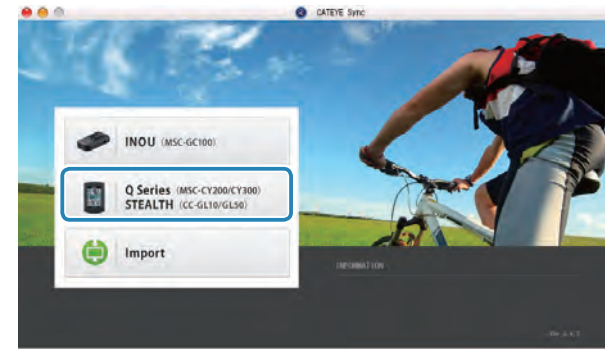 CATEYE Sync
INOU (MSC-GC100)
Q Series (MSC-CY200/CY300)
STEALTH (CC-GL10/GL50)
Import
INFORMATION